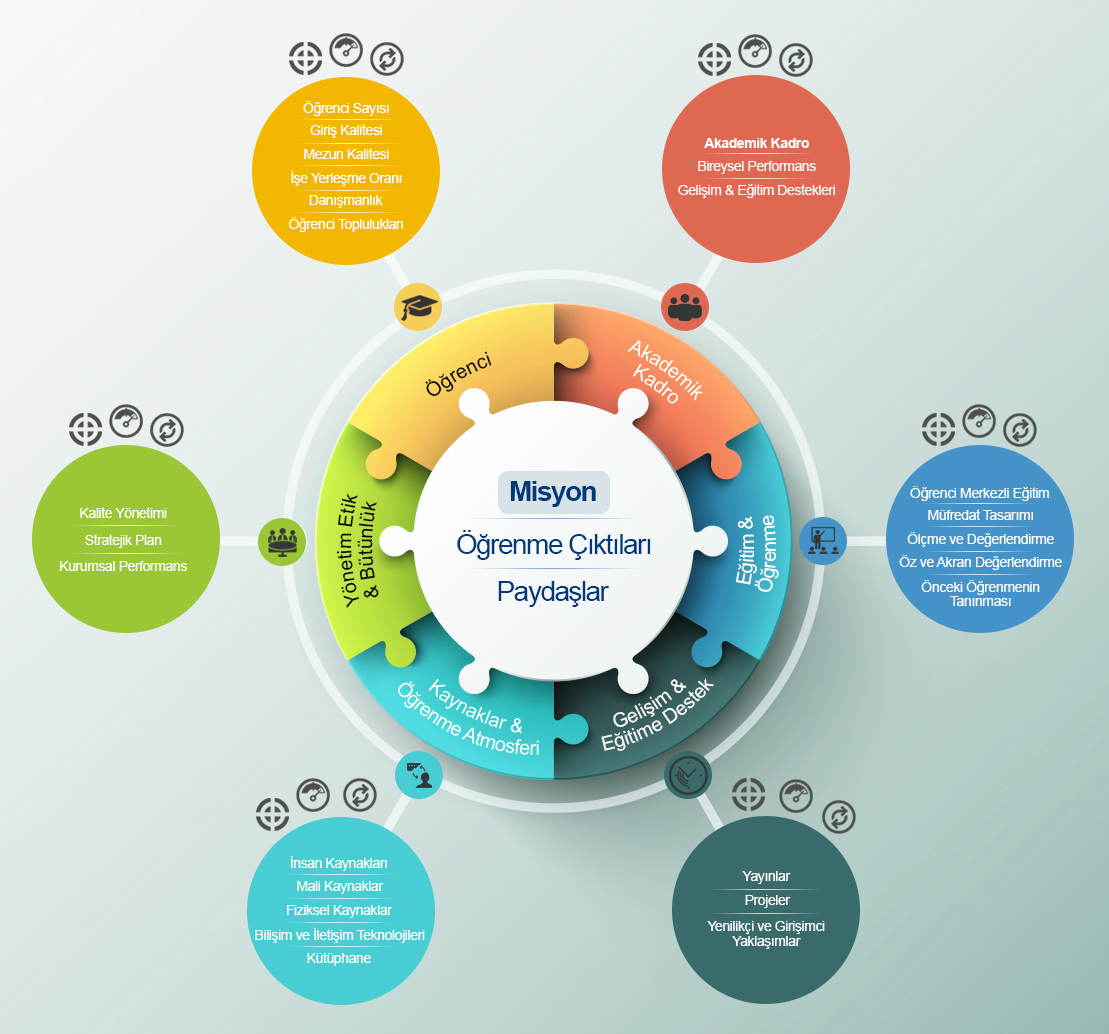 Öğrenci Sayısı
Giriş Kalitesi
Mezun Kalitesi
İşe Yerleşme Oranı
Danışmanlık
Öğrenci Toplulukları
Akademik Kadro
Bireysel Performans
Gelişim & Eğitim Destekleri
Öğrenci
Akademik
Kadro
Kalite Yönetimi
Stratejik Plan
Kurumsal Performans
Yönetim Etik
& Bütünlük
Misyon
Öğrenme Çıktıları
Paydaşlar
Eğitim &
Öğrenme
Öğrenci Merkezli Eğitim
Müfredat Tasarımı
Ölçme ve Değerlendirme
Öz ve Akran Değerlendirme
Önceki Öğrenmenin
Tanınması
Kaynaklar &
Öğrenme Atmosferi
Gelişim &
Eğitime Destek
İnsan Kaynakları
Mali Kaynaklar
Fiziksel Kaynaklar
Bilişim ve İletişim Teknolojileri
Kütüphane
Yayınlar
Projeler
Yenilikçi ve Girişimci
Yaklaşımlar